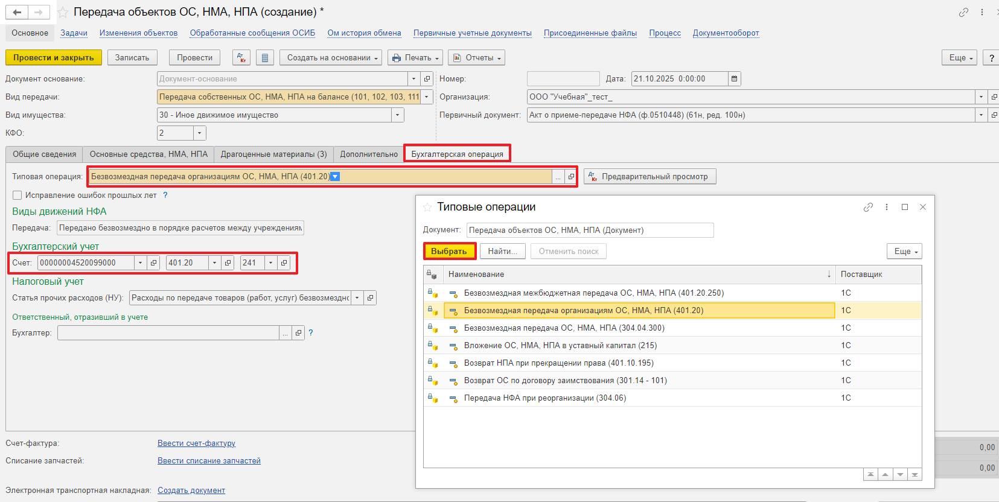 Передача объектов ОС, НМА, НПА (создание) *
Основное Задачи Изменения объектов Обработанные сообщения ОСИБ Ом история обмена Первичные учетные документы Присоединенные файлы Процесс Документооборот
Провести и закрыть Записать Провести Дт Кт Создать на основании Печать Отчеты Еще ?
Документ основание: Документ-основание Номер: Дата: 21.10.2025 0:00:00
Вид передачи: Передача собственных ОС, НМА, НПА на балансе (101, 102, 103, 111 Организация: ООО "Учебная"_тест_
Вид имущества: 30 - Иное движимое имущество Первичный документ: Акт о приеме-передаче НФА (ф.0510448) (61н, ред. 100н)
КФО: 2
Общие сведения Основные средства, НМА, НПА Драгоценные материалы (3) Дополнительно Бухгалтерская операция
Типовая операция: Безвозмездная передача организациям ОС, НМА, НПА (401.20) ... Дт Кт Предварительный просмотр
Исправление ошибок прошлых лет ?
Виды движений НФА
Передача: Передано безвозмездно в порядке расчетов между учреждениям
Бухгалтерский учет
Счет: 00000004520099000 401.20 241
Налоговый учет
Статья прочих расходов (НУ): Расходы по передаче товаров (работ, услуг) безвозмездно
Ответственный, отразивший в учете
Бухгалтер: ... ?
Типовые операции
Документ: Передача объектов ОС, НМА, НПА (Документ)
Выбрать Найти... Отменить поиск Еще
Наименование ↓ Поставщик
Безвозмездная межбюджетная передача ОС, НМА, НПА (401.20.250) 1С
Безвозмездная передача организациям ОС, НМА, НПА (401.20) 1С
Безвозмездная передача ОС, НМА, НПА (304.04.300) 1С
Вложение ОС, НМА, НПА в уставный капитал (215) 1С
Возврат НПА при прекращении права (401.10.195) 1С
Возврат ОС по договору заимствования (301.14 - 101) 1С
Передача НФА при реорганизации (304.06) 1С
Счет-фактура: Ввести счет-фактуру 0,00
Списание запчастей: Ввести списание запчастей 0,00
Электронная транспортная накладная: Создать документ